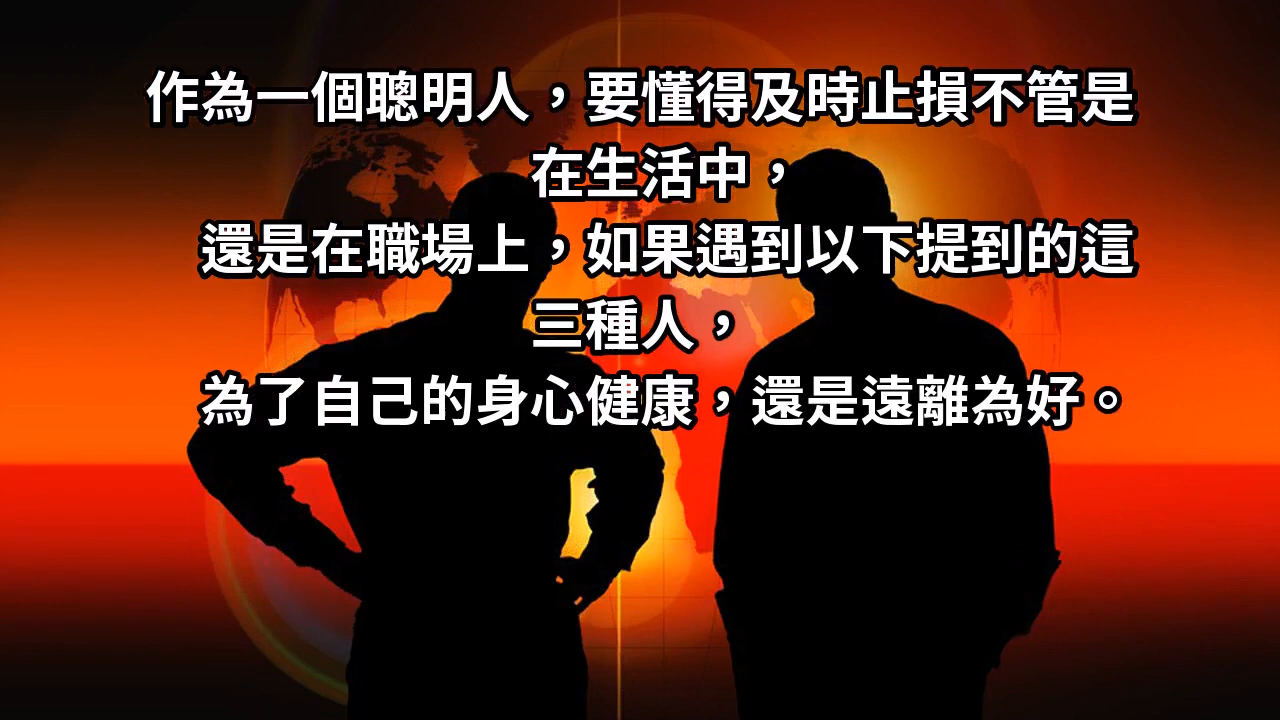 作為一個聰明人，要懂得及時止損不管是
在生活中，
還是在職場上，如果遇到以下提到的這
三種人，
為了自己的身心健康，還是遠離為好。